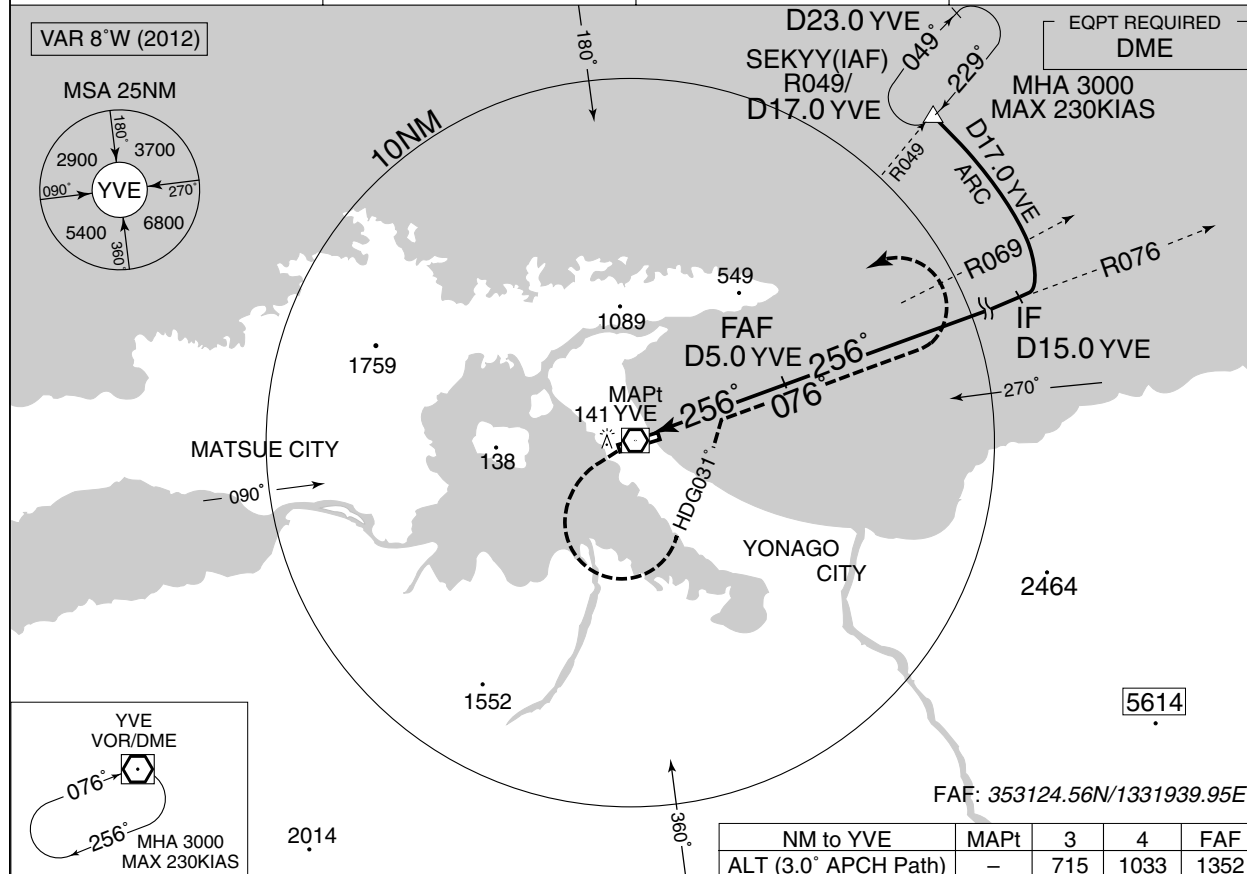 VAR 8°W (2012)
MSA 25NM
180°
2900
3700
090°
YVE
270°
5400
6800
360°
180°
10NM
D23.0 YVE
SEKYY(IAF)
R049/
D17.0 YVE
049°
229°
EQPT REQUIRED
DME
MHA 3000
MAX 230KIAS
R049
D17.0 YVE
ARC
R069
R076
549
1089
1759
FAF
D5.0 YVE
256°
IF
D15.0 YVE
MAPt
YVE
141
256°
076°
270°
MATSUE CITY
138
090°
HDG031°
YONAGO
CITY
2464
1552
5614
YVE
VOR/DME
076°
256°
MHA 3000
MAX 230KIAS
2014
360°
FAF: 353124.56N/1331939.95E
NM to YVE MAPt 3 4 FAF
ALT (3.0° APCH Path) – 715 1033 1352